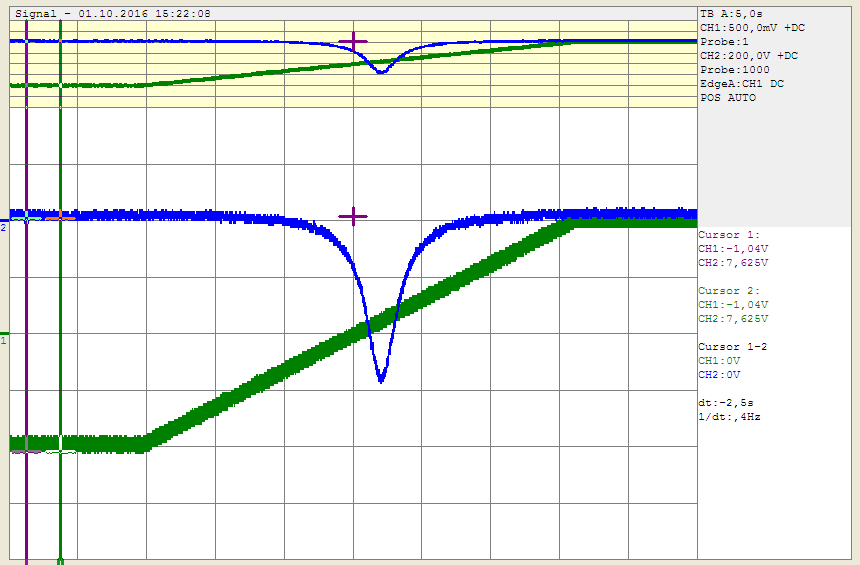 Signal - 01.10.2016 15:22:08
TB A:5,0s
CH1:500,0mV +DC
Probe:1
CH2:200,0V +DC
Probe:1000
EdgeA:CH1 DC
POS AUTO
2
Cursor 1:
CH1:-1,04V
CH2:7,625V
Cursor 2:
CH1:-1,04V
CH2:7,625V
1
Cursor 1-2
CH1:0V
CH2:0V
dt:-2,5s
1/dt:,4Hz